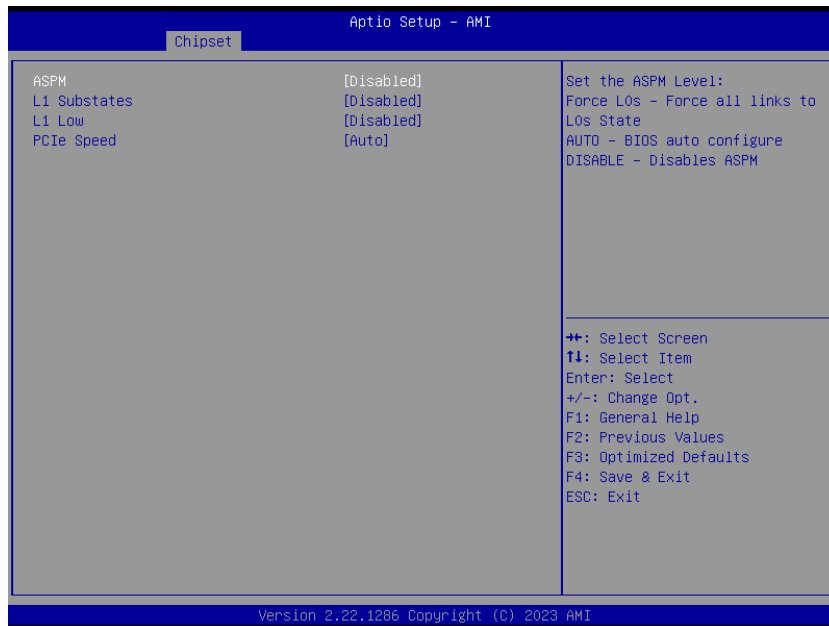 Aptio Setup – AMI
Chipset
ASPM [Disabled]
L1 Substates [Disabled]
L1 Low [Disabled]
PCIe Speed [Auto]
Set the ASPM Level:
Force L0s – Force all links to
L0s State
AUTO – BIOS auto configure
DISABLE – Disables ASPM
→←: Select Screen
↑↓: Select Item
Enter: Select
+/-: Change Opt.
F1: General Help
F2: Previous Values
F3: Optimized Defaults
F4: Save & Exit
ESC: Exit
Version 2.22.1286 Copyright (C) 2023 AMI